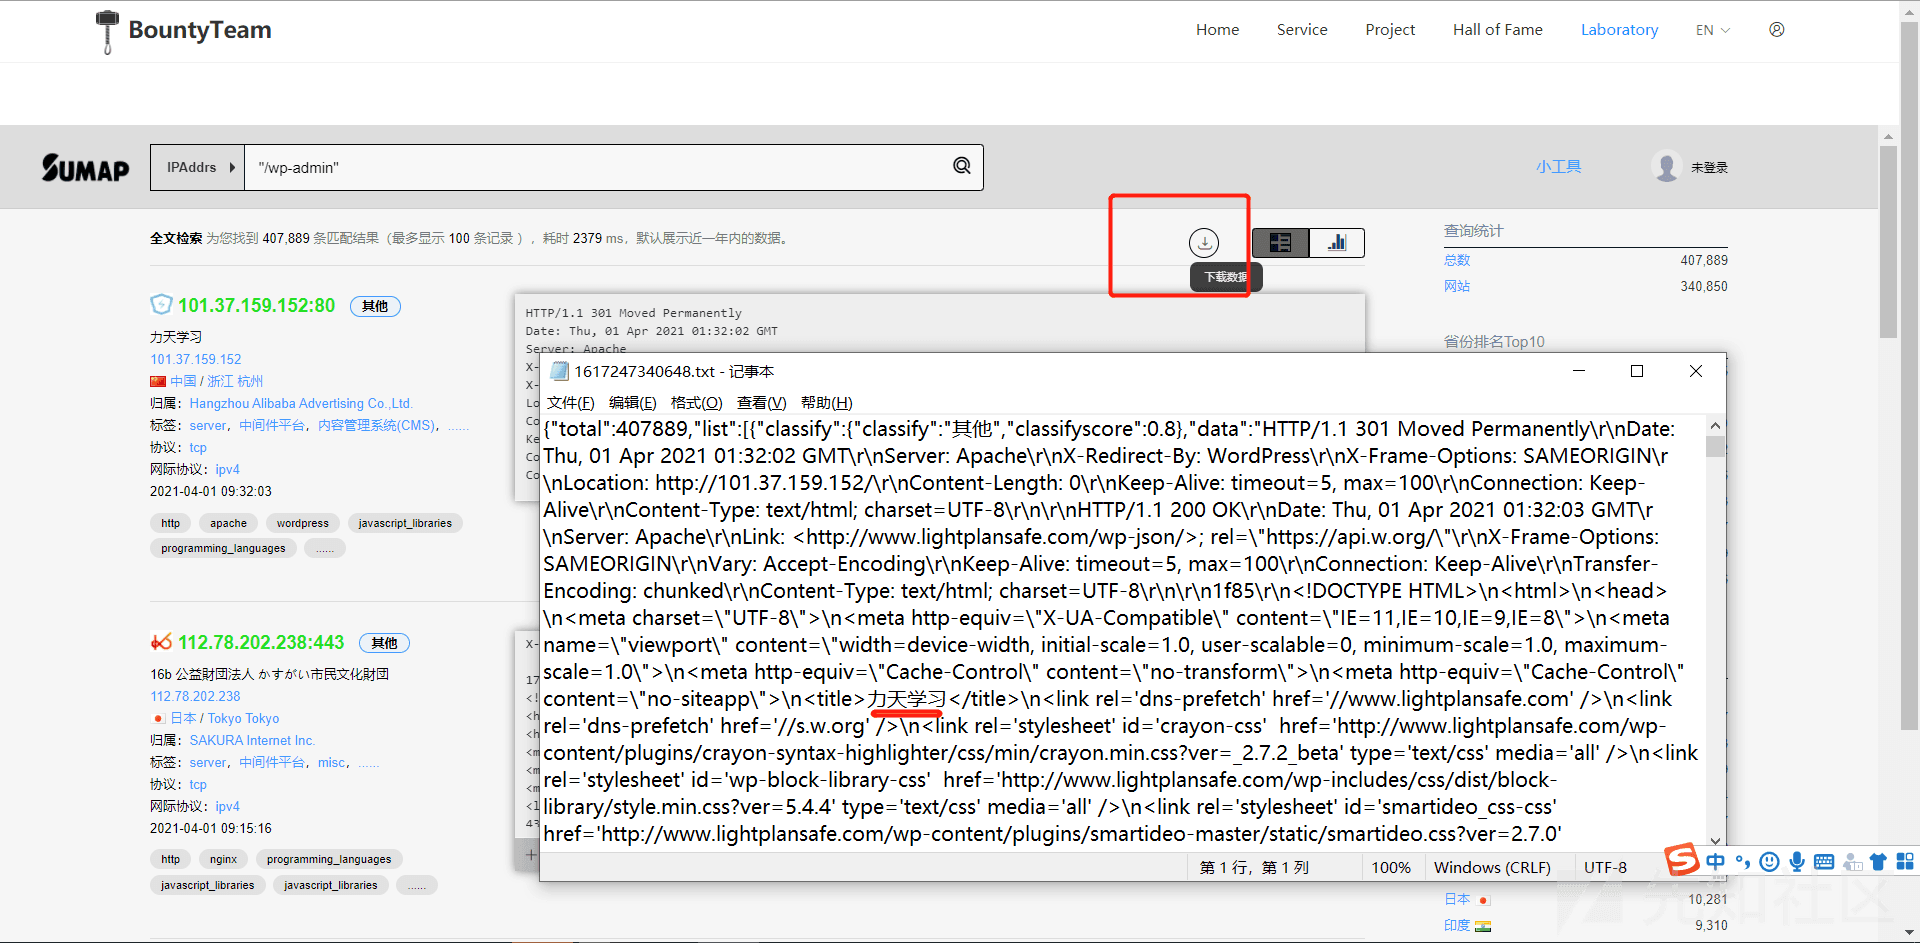 BountyTeam
Home Service Project Hall of Fame Laboratory EN
SUMAP IPAddrs "/wp-admin" 小工具 未登录
全文检索 为您找到 407,889 条匹配结果（最多显示 100 条记录 ），耗时 2379 ms，默认展示近一年内的数据。
下载数据
查询统计
总数 407,889
网站 340,850
省份排名Top10
101.37.159.152:80 其他
力天学习
101.37.159.152
中国 / 浙江 杭州
归属： Hangzhou Alibaba Advertising Co.,Ltd.
标签： server， 中间件平台， 内容管理系统(CMS)， ......
协议： tcp
网际协议： ipv4
2021-04-01 09:32:03
http apache wordpress javascript_libraries
programming_languages ......
HTTP/1.1 301 Moved Permanently
Date: Thu, 01 Apr 2021 01:32:02 GMT
Server: Apache
X-
X-
Lo
Co
Ke
Co
Co
112.78.202.238:443 其他
16b 公益財団法人 かすがい市民文化財団
112.78.202.238
日本 / Tokyo Tokyo
归属： SAKURA Internet Inc.
标签： server， 中间件平台， misc， ......
协议： tcp
网际协议： ipv4
2021-04-01 09:15:16
http nginx programming_languages
javascript_libraries javascript_libraries ......
X-
17
<!
<h
<h
<m
<m
<l
43
+
1617247340648.txt - 记事本
文件(F) 编辑(E) 格式(O) 查看(V) 帮助(H)
{"total":407889,"list":[{"classify":{"classify":"其他","classifyscore":0.8},"data":"HTTP/1.1 301 Moved Permanently\r\nDate:
Thu, 01 Apr 2021 01:32:02 GMT\r\nServer: Apache\r\nX-Redirect-By: WordPress\r\nX-Frame-Options: SAMEORIGIN\r
\nLocation: http://101.37.159.152/\r\nContent-Length: 0\r\nKeep-Alive: timeout=5, max=100\r\nConnection: Keep-
Alive\r\nContent-Type: text/html; charset=UTF-8\r\n\r\nHTTP/1.1 200 OK\r\nDate: Thu, 01 Apr 2021 01:32:03 GMT\r
\nServer: Apache\r\nLink: <http://www.lightplansafe.com/wp-json/>; rel=\"https://api.w.org/\"\r\nX-Frame-Options:
SAMEORIGIN\r\nVary: Accept-Encoding\r\nKeep-Alive: timeout=5, max=100\r\nConnection: Keep-Alive\r\nTransfer-
Encoding: chunked\r\nContent-Type: text/html; charset=UTF-8\r\n\r\n1f85\r\n<!DOCTYPE HTML>\n<html>\n<head>
\n<meta charset=\"UTF-8\">\n<meta http-equiv=\"X-UA-Compatible\" content=\"IE=11,IE=10,IE=9,IE=8\">\n<meta
name=\"viewport\" content=\"width=device-width, initial-scale=1.0, user-scalable=0, minimum-scale=1.0, maximum-
scale=1.0\">\n<meta http-equiv=\"Cache-Control\" content=\"no-transform\">\n<meta http-equiv=\"Cache-Control\"
content=\"no-siteapp\">\n<title>力天学习</title>\n<link rel='dns-prefetch' href='//www.lightplansafe.com' />\n<link
rel='dns-prefetch' href='//s.w.org' />\n<link rel='stylesheet' id='crayon-css'  href='http://www.lightplansafe.com/wp-
content/plugins/crayon-syntax-highlighter/css/min/crayon.min.css?ver=_2.7.2_beta' type='text/css' media='all' />\n<link
rel='stylesheet' id='wp-block-library-css'  href='http://www.lightplansafe.com/wp-includes/css/dist/block-
library/style.min.css?ver=5.4.4' type='text/css' media='all' />\n<link rel='stylesheet' id='smartideo_css-css'
href='http://www.lightplansafe.com/wp-content/plugins/smartideo-master/static/smartideo.css?ver=2.7.0'
第 1 行，第 1 列 100% Windows (CRLF) UTF-8
S 中
日本 10,281
印度 9,310
先知社区